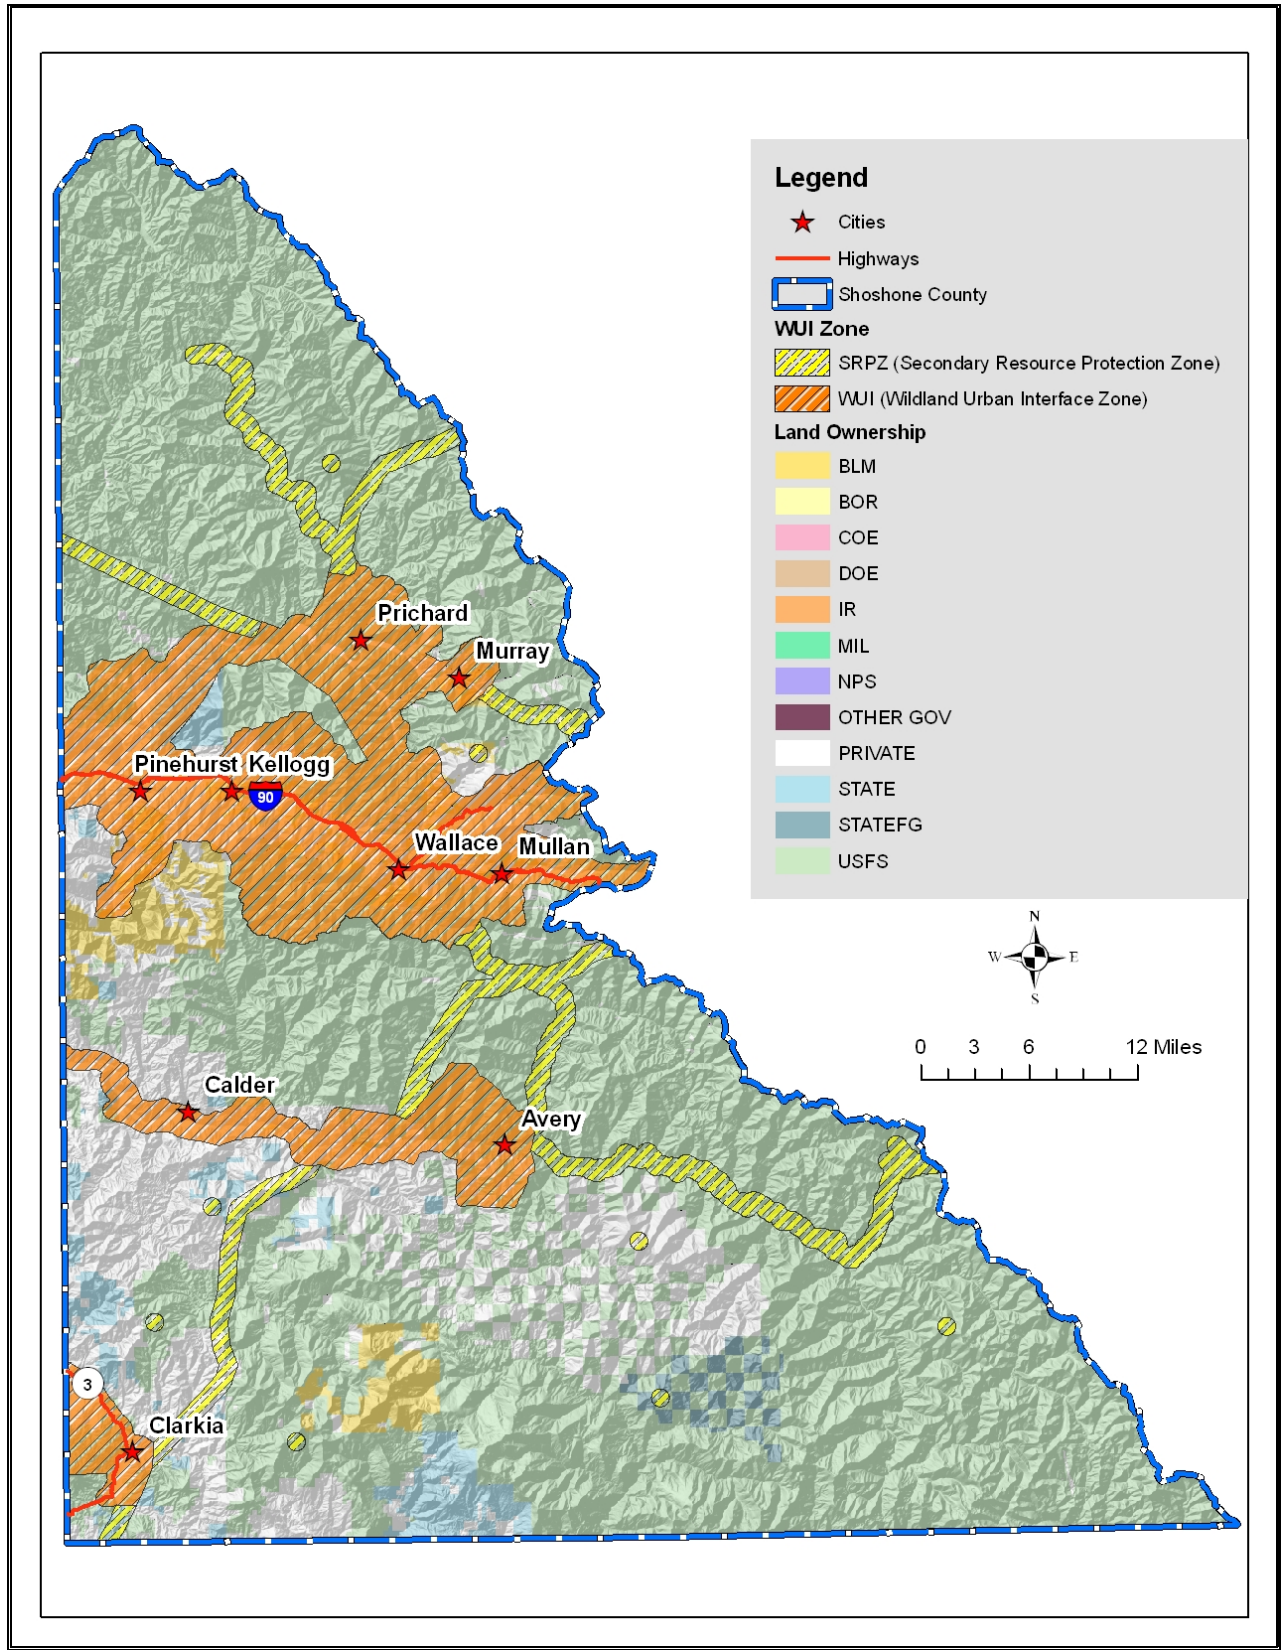 Legend
Cities
Highways
Shoshone County
WUI Zone
SRPZ (Secondary Resource Protection Zone)
WUI (Wildland Urban Interface Zone)
Land Ownership
BLM
BOR
COE
DOE
IR
MIL
NPS
OTHER GOV
PRIVATE
STATE
STATEFG
USFS
Prichard
Murray
Pinehurst Kellogg
90
Wallace Mullan
N
W E
S
0 3 6 12 Miles
Calder
Avery
3
Clarkia